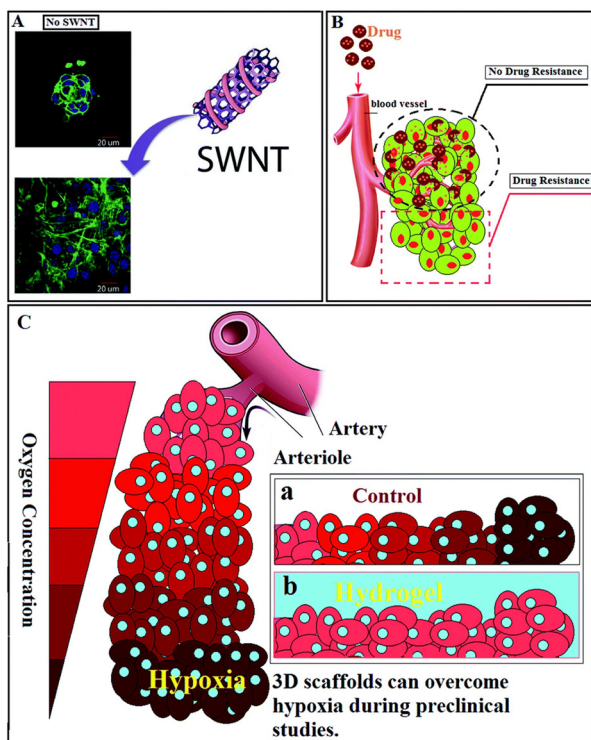 A
No SWNT
20 um
SWNT
20 um
B
Drug
blood vessel
No Drug Resistance
Drug Resistance
C
Oxygen Concentration
Artery
Arteriole
Hypoxia
a
Control
b
Hydrogel
3D scaffolds can overcome
hypoxia during preclinical
studies.